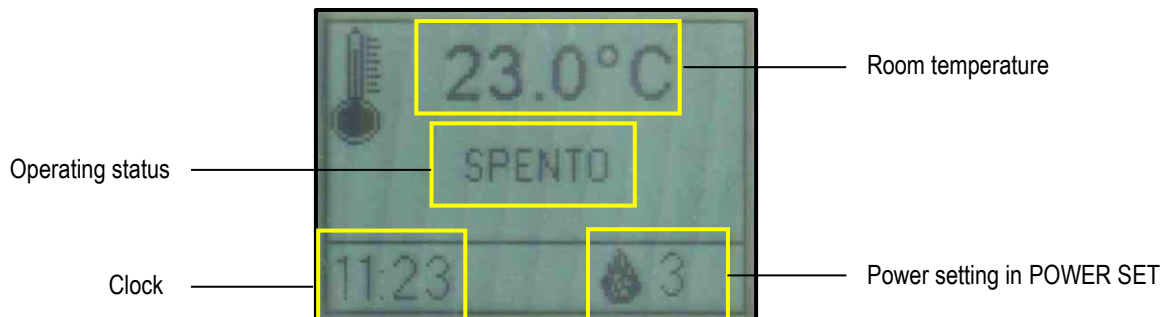 23.0°C
Room temperature
Operating status
SPENTO
Clock
11:23
3
Power setting in POWER SET